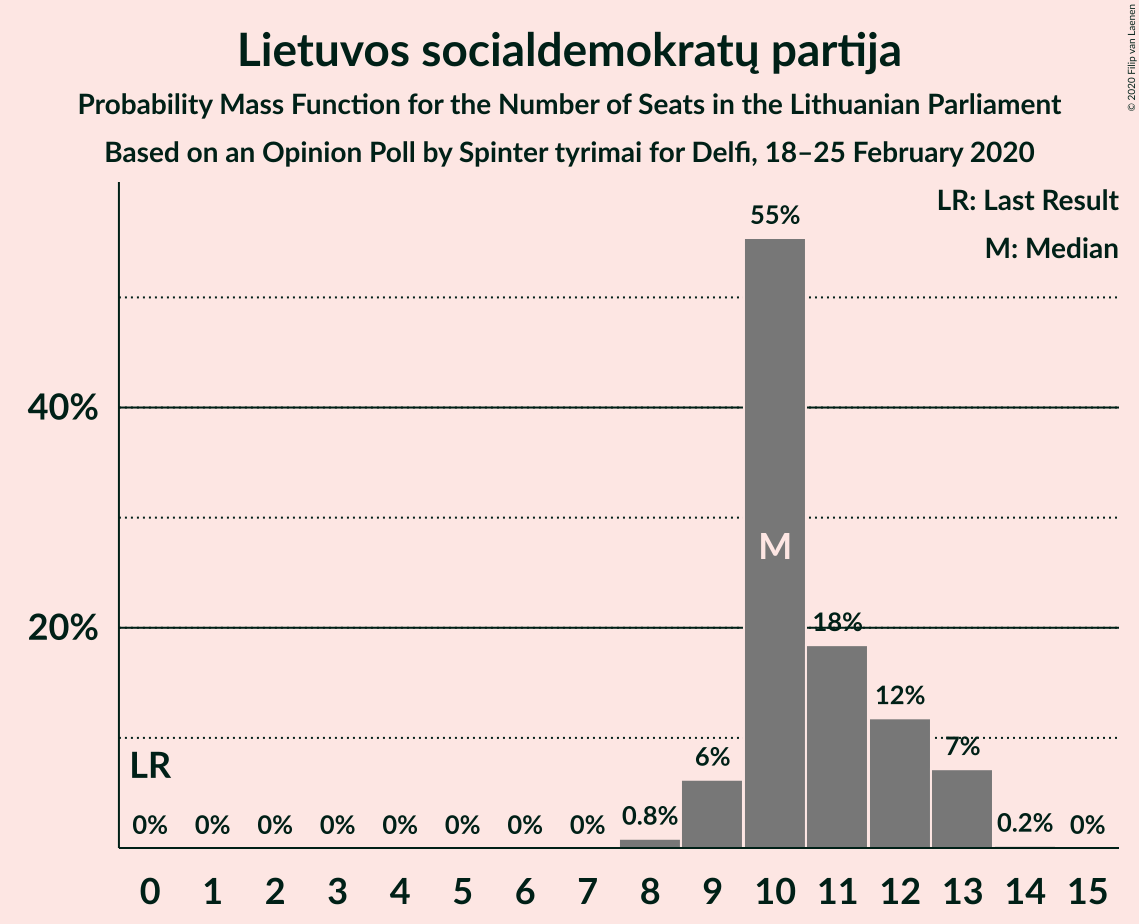 Lietuvos socialdemokratų partija
Probability Mass Function for the Number of Seats in the Lithuanian Parliament
Based on an Opinion Poll by Spinter tyrimai for Delfi, 18–25 February 2020
© 2020 Filip van Laenen
LR: Last Result
M: Median
55%
40%
M
20%
18%
12%
7%
6%
LR
0% 0% 0% 0% 0% 0% 0% 0% 0.8% 0.2% 0%
0 1 2 3 4 5 6 7 8 9 10 11 12 13 14 15